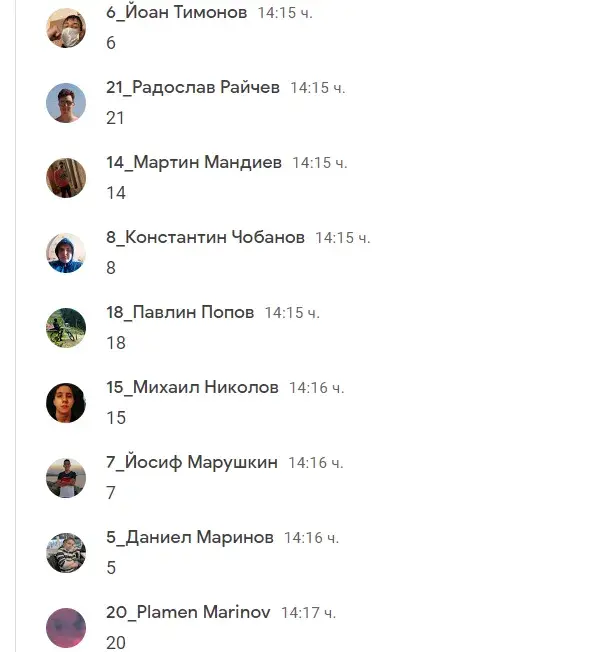 6_Йоан Тимонов 14:15 ч.
6
21_Радослав Райчев 14:15 ч.
21
14_Мартин Мандиев 14:15 ч.
14
8_Константин Чобанов 14:15 ч.
8
18_Павлин Попов 14:15 ч.
18
15_Михаил Николов 14:16 ч.
15
7_Йосиф Марушкин 14:16 ч.
7
5_Даниел Маринов 14:16 ч.
5
20_Plamen Marinov 14:17 ч.
20